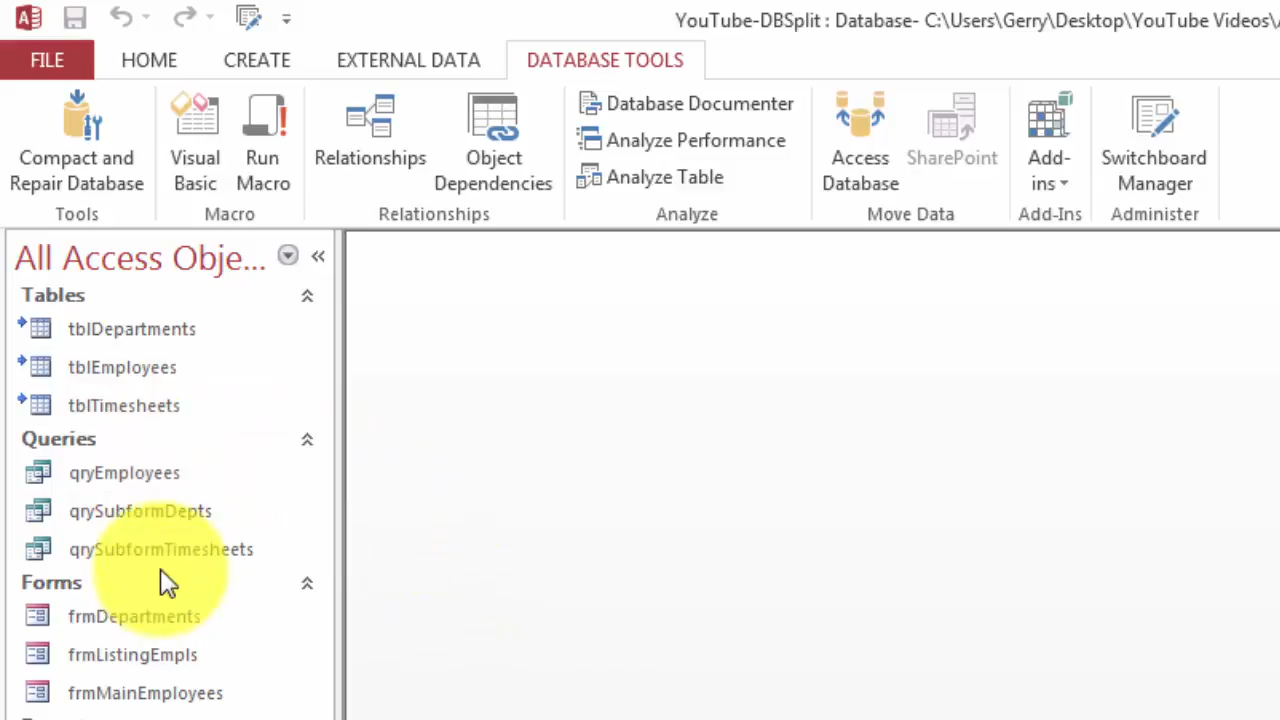 YouTube-DBSplit : Database- C:\Users\Gerry\Desktop\YouTube Videos\
FILE HOME CREATE EXTERNAL DATA DATABASE TOOLS
Compact and Repair Database
Visual Basic
Run Macro
Relationships
Object Dependencies
Database Documenter
Analyze Performance
Analyze Table
Access Database
SharePoint
Add-ins
Switchboard Manager
Tools Macro Relationships Analyze Move Data Add-Ins Administer
All Access Obje...
Tables
tblDepartments
tblEmployees
tblTimesheets
Queries
qryEmployees
qrySubformDepts
qrySubformTimesheets
Forms
frmDepartments
frmListingEmpls
frmMainEmployees